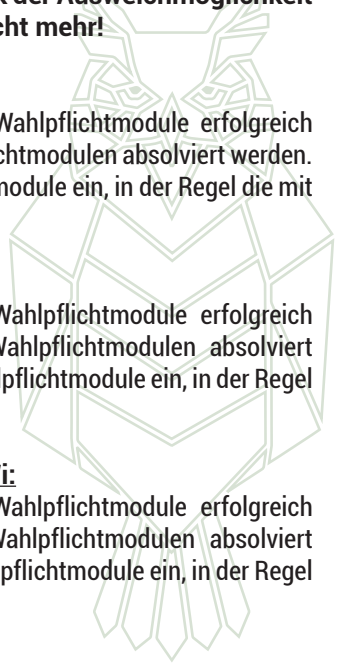 der Ausweichmöglichkeit
cht mehr!
Wahlpflichtmodule erfolgreich
chtmodulen absolviert werden.
module ein, in der Regel die mit
Wahlpflichtmodule erfolgreich
Wahlpflichtmodulen absolviert
lpflichtmodule ein, in der Regel
i:
Wahlpflichtmodule erfolgreich
Wahlpflichtmodulen absolviert
pflichtmodule ein, in der Regel